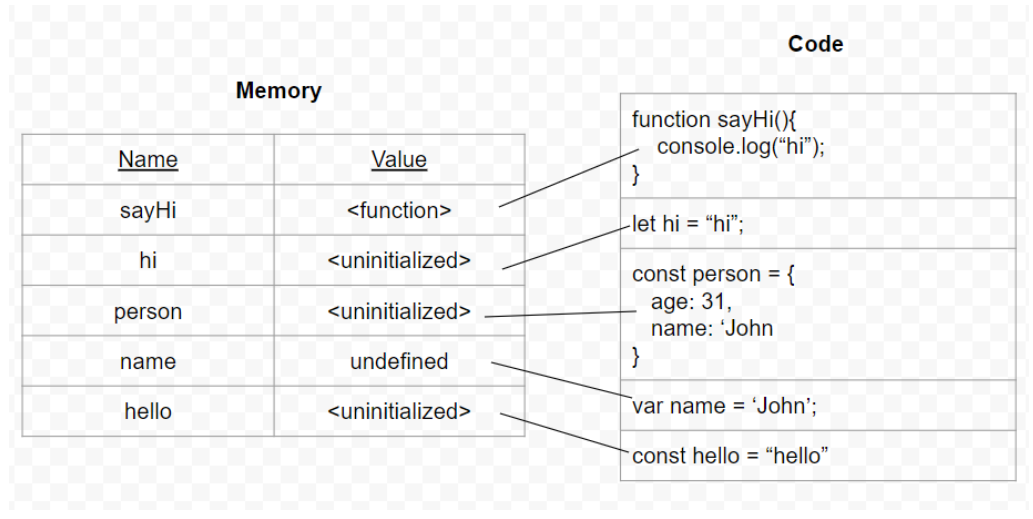 Code
Memory
Name Value
sayHi <function>
hi <uninitialized>
person <uninitialized>
name undefined
hello <uninitialized>
function sayHi(){
console.log(“hi”);
}
let hi = “hi”;
const person = {
age: 31,
name: ‘John
}
var name = ‘John’;
const hello = “hello”